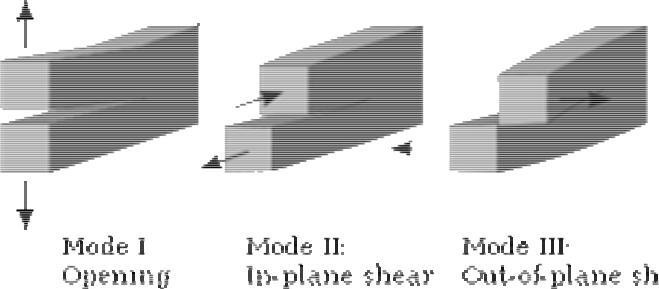 Mode I
Opening
Mode II:
In-plane shear
Mode III:
Out-of-plane sh